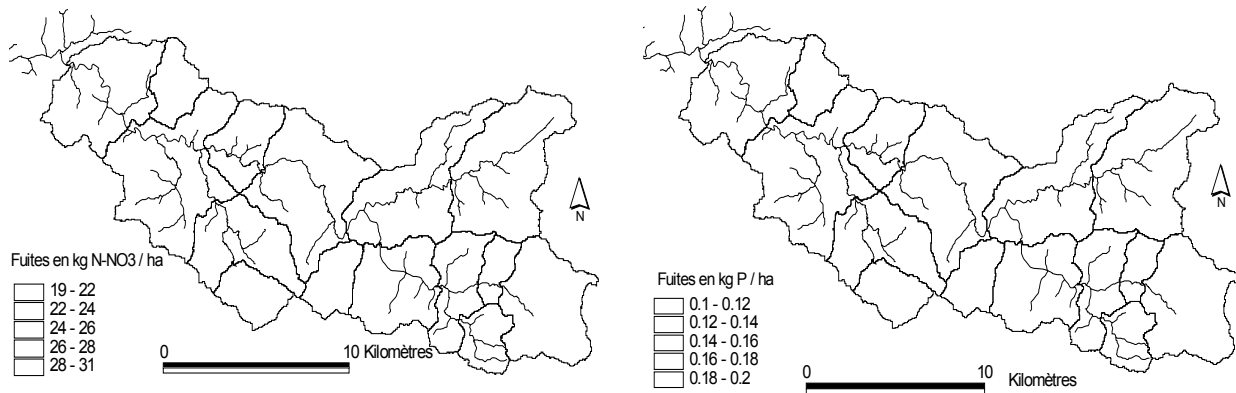 N
Fuites en kg N-NO3 / ha
19 - 22
22 - 24
24 - 26
26 - 28
28 - 31
0
10 Kilomètres
N
Fuites en kg P / ha
0.1 - 0.12
0.12 - 0.14
0.14 - 0.16
0.16 - 0.18
0.18 - 0.2
0
10
Kilomètres